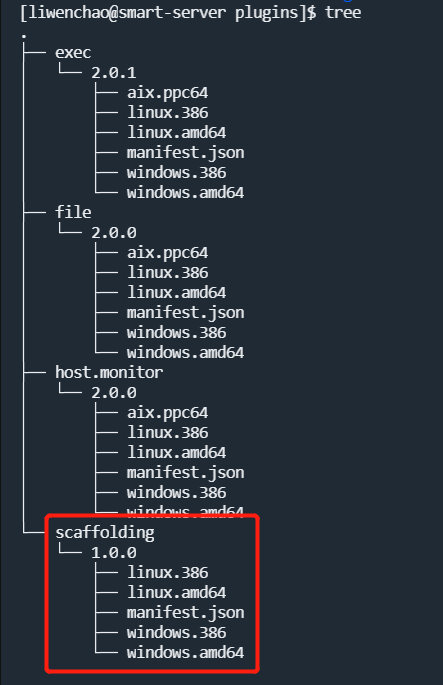 [liwenchao@smart-server plugins]$ tree
.
├── exec
│   └── 2.0.1
│       ├── aix.ppc64
│       ├── linux.386
│       ├── linux.amd64
│       ├── manifest.json
│       ├── windows.386
│       └── windows.amd64
├── file
│   └── 2.0.0
│       ├── aix.ppc64
│       ├── linux.386
│       ├── linux.amd64
│       ├── manifest.json
│       ├── windows.386
│       └── windows.amd64
├── host.monitor
│   └── 2.0.0
│       ├── aix.ppc64
│       ├── linux.386
│       ├── linux.amd64
│       ├── manifest.json
│       ├── windows.386
│       └── windows.amd64
└── scaffolding
    └── 1.0.0
        ├── linux.386
        ├── linux.amd64
        ├── manifest.json
        ├── windows.386
        └── windows.amd64